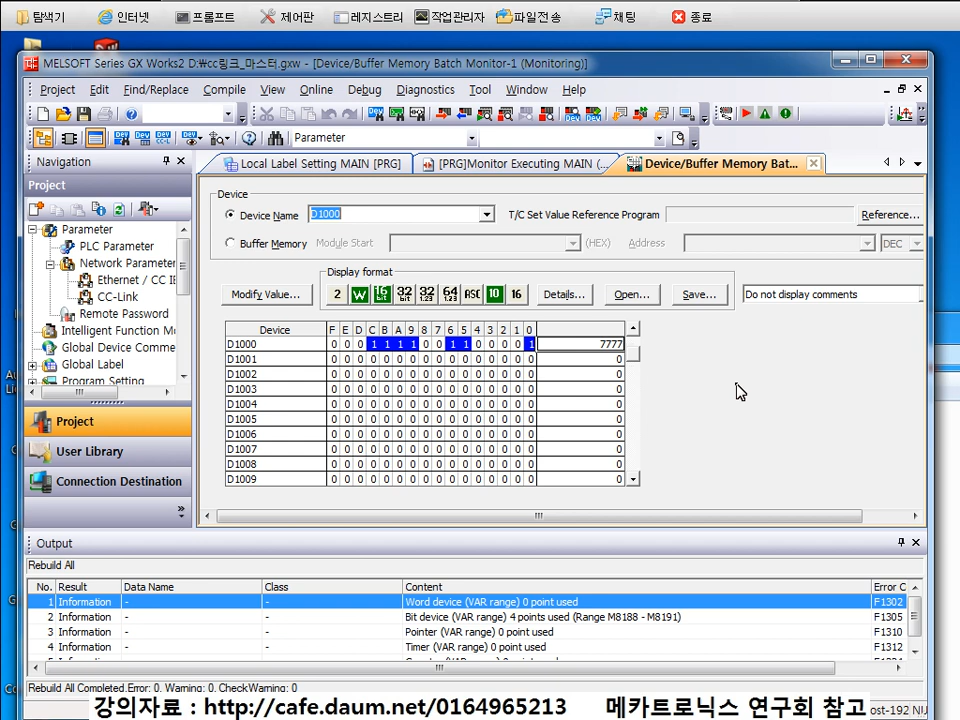 탐색기 인터넷 프롬프트 제어판 레지스트리 작업관리자 파일전송 채팅 종료
MELSOFT Series GX Works2 D:₩cc링크_마스터.gxw - [Device/Buffer Memory Batch Monitor-1 (Monitoring)]
Project Edit Find/Replace Compile View Online Debug Diagnostics Tool Window Help
Parameter
Navigation
Local Label Setting MAIN [PRG] [PRG]Monitor Executing MAIN (... Device/Buffer Memory Bat...
Project
Parameter
PLC Parameter
Network Parameter
Ethernet / CC IE
CC-Link
Remote Password
Intelligent Function M
Global Device Comme
Global Label
Program Setting
Project
User Library
Connection Destination
Device
Device Name D1000 T/C Set Value Reference Program Reference...
Buffer Memory Module Start (HEX) Address DEC
Display format
Modify Value... 2 W 16 bit 32 bit 32 1.23 64 1.23 ASC 10 16 Details... Open... Save... Do not display comments
Device F E D C B A 9 8 7 6 5 4 3 2 1 0
D1000 0 0 0 1 1 1 1 0 0 1 1 0 0 0 0 1 7777
D1001 0 0 0 0 0 0 0 0 0 0 0 0 0 0 0 0 0
D1002 0 0 0 0 0 0 0 0 0 0 0 0 0 0 0 0 0
D1003 0 0 0 0 0 0 0 0 0 0 0 0 0 0 0 0 0
D1004 0 0 0 0 0 0 0 0 0 0 0 0 0 0 0 0 0
D1005 0 0 0 0 0 0 0 0 0 0 0 0 0 0 0 0 0
D1006 0 0 0 0 0 0 0 0 0 0 0 0 0 0 0 0 0
D1007 0 0 0 0 0 0 0 0 0 0 0 0 0 0 0 0 0
D1008 0 0 0 0 0 0 0 0 0 0 0 0 0 0 0 0 0
D1009 0 0 0 0 0 0 0 0 0 0 0 0 0 0 0 0 0
Output
Rebuild All
No. Result Data Name Class Content Error C
1 Information - - Word device (VAR range) 0 point used F1302
2 Information - - Bit device (VAR range) 4 points used (Range M8188 - M8191) F1305
3 Information - - Pointer (VAR range) 0 point used F1310
4 Information - - Timer (VAR range) 0 point used F1312
Rebuild All Completed.Error: 0. Warning: 0. CheckWarning: 0
강의자료 : http://cafe.daum.net/0164965213 메카트로닉스 연구회 참고
ost-192 NU